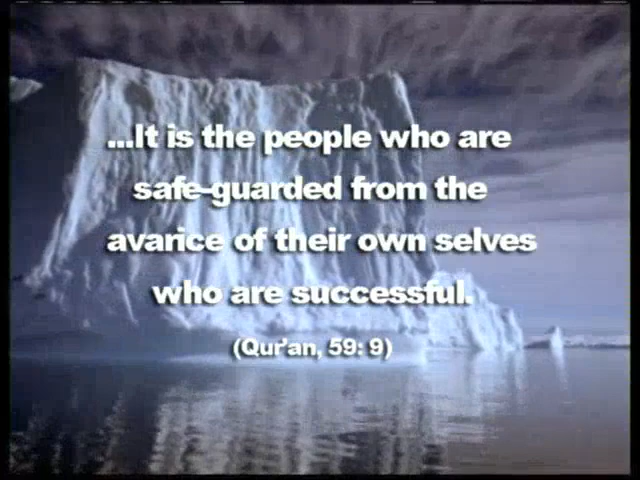 ...It is the people who are
safe-guarded from the
avarice of their own selves
who are successful.
(Qur'an, 59: 9)